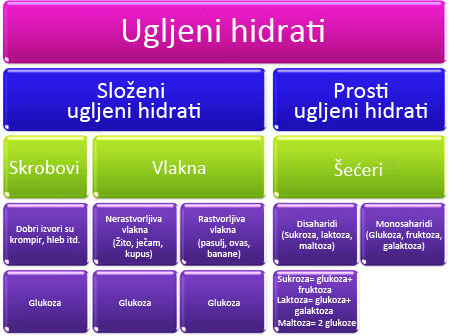 Ugljeni hidrati
Složeni
ugljeni hidrati
Prosti
ugljeni hidrati
Skrobovi
Vlakna
Šećeri
Dobri izvori su
krompir, hleb itd.
Nerastvorljiva
vlakna
(Žito, ječam,
kupus)
Rastvorljiva
vlakna
(pasulj, ovas,
banane)
Disaharidi
(Sukroza, laktoza,
maltoza)
Monosaharidi
(Glukoza, fruktoza,
galaktoza)
Glukoza
Glukoza
Glukoza
Sukroza= glukoza+
fruktoza
Laktoza= glukoza+
galaktoza
Maltoza= 2 glukoze